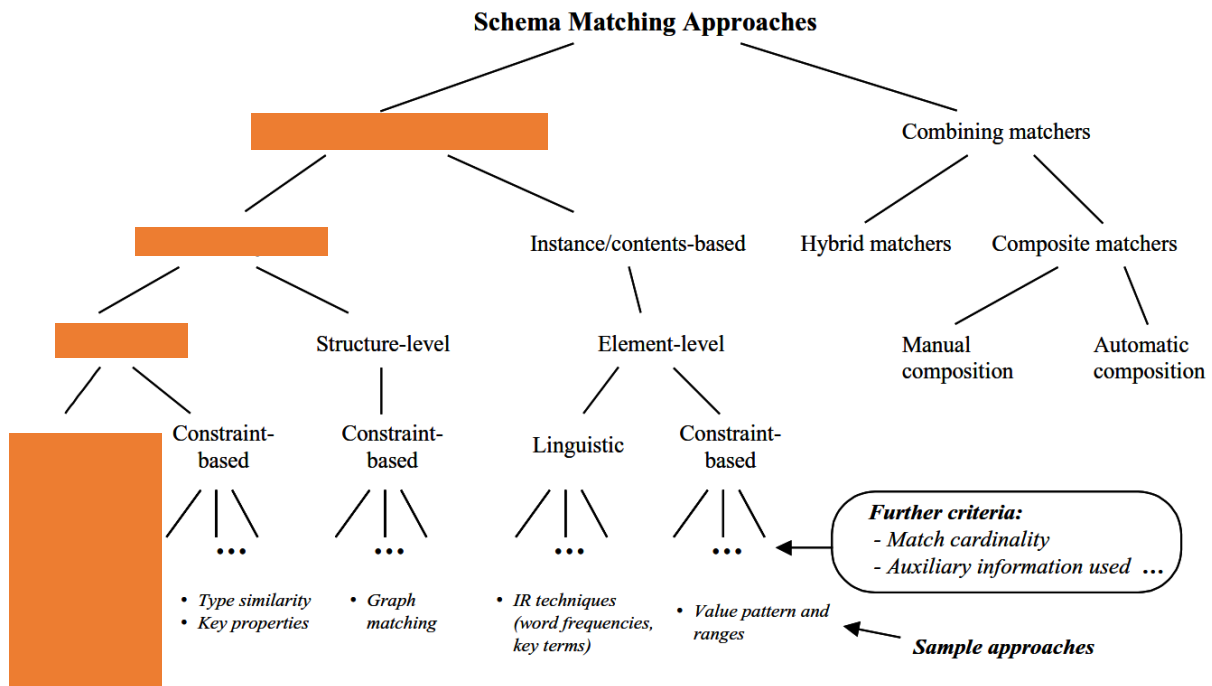 Schema Matching Approaches
Combining matchers
Instance/contents-based
Hybrid matchers
Composite matchers
Structure-level
Element-level
Manual
composition
Automatic
composition
Constraint-
based
Constraint-
based
Linguistic
Constraint-
based
Further criteria:
- Match cardinality
- Auxiliary information used ...
...
...
...
...
• Type similarity
• Key properties
• Graph
matching
• IR techniques
(word frequencies,
key terms)
• Value pattern and
ranges
Sample approaches